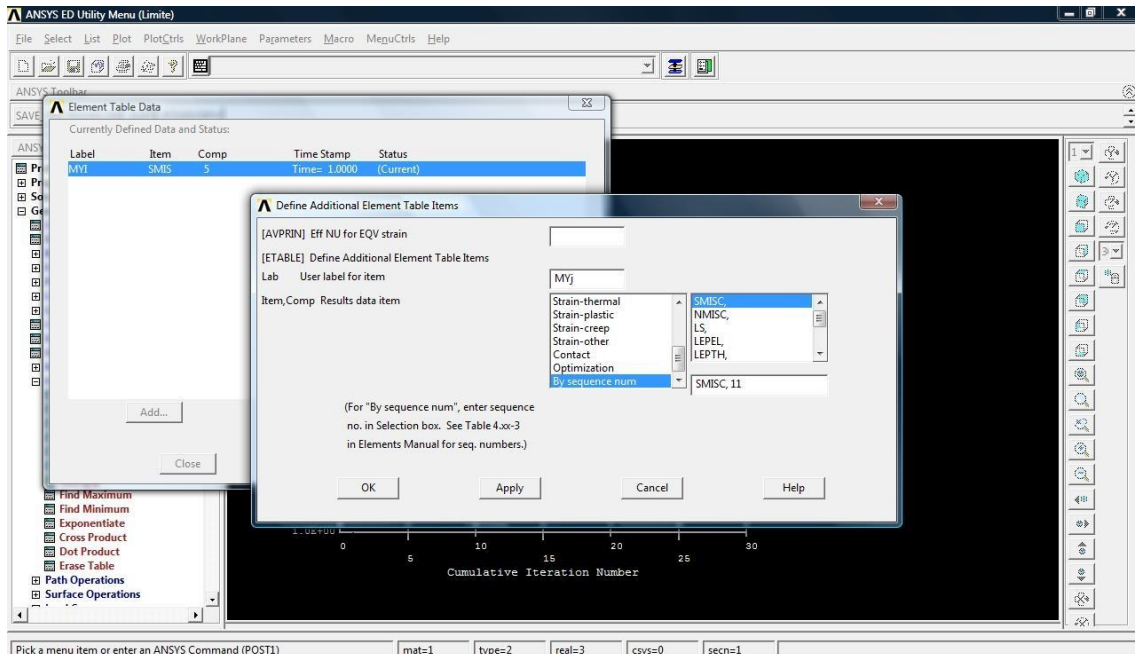 ANSYS ED Utility Menu (Limite)
File Select List Plot PlotCtrls WorkPlane Parameters Macro MenuCtrls Help
ANSYS Toolbar
SAVE
Element Table Data
Currently Defined Data and Status:
Label Item Comp Time Stamp Status
MYI SMIS 5 Time= 1.0000 (Current)
Add...
Close
Define Additional Element Table Items
[AVPRIN] Eff NU for EQV strain
[ETABLE] Define Additional Element Table Items
Lab User label for item MYj
Item,Comp Results data item
Strain-thermal
Strain-plastic
Strain-creep
Strain-other
Contact
Optimization
By sequence num
SMISC,
NMISC,
LS,
LEPEL,
LEPTH,
SMISC, 11
(For "By sequence num", enter sequence
no. in Selection box. See Table 4.xx-3
in Elements Manual for seq. numbers.)
OK Apply Cancel Help
Find Maximum
Find Minimum
Exponentiate
Cross Product
Dot Product
Erase Table
Path Operations
Surface Operations
1.0E+00
0 10 20 30
5 15 25
Cumulative Iteration Number
1
3
Pick a menu item or enter an ANSYS Command (POST1) mat=1 type=2 real=3 csys=0 secn=1